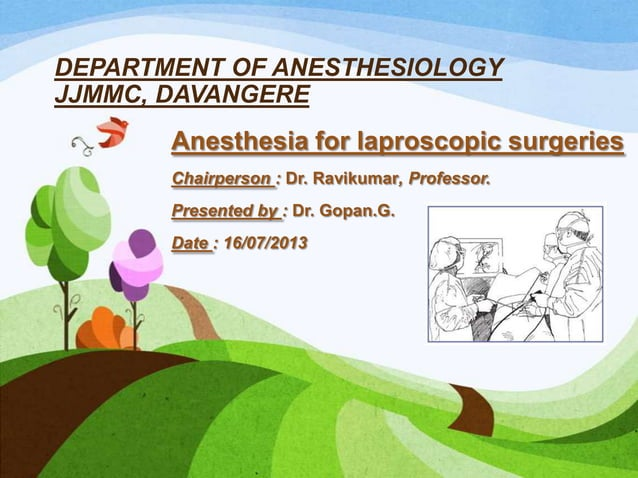 DEPARTMENT OF ANESTHESIOLOGY
JJMMC, DAVANGERE
Anesthesia for laproscopic surgeries
Chairperson : Dr. Ravikumar, Professor.
Presented by : Dr. Gopan.G.
Date : 16/07/2013